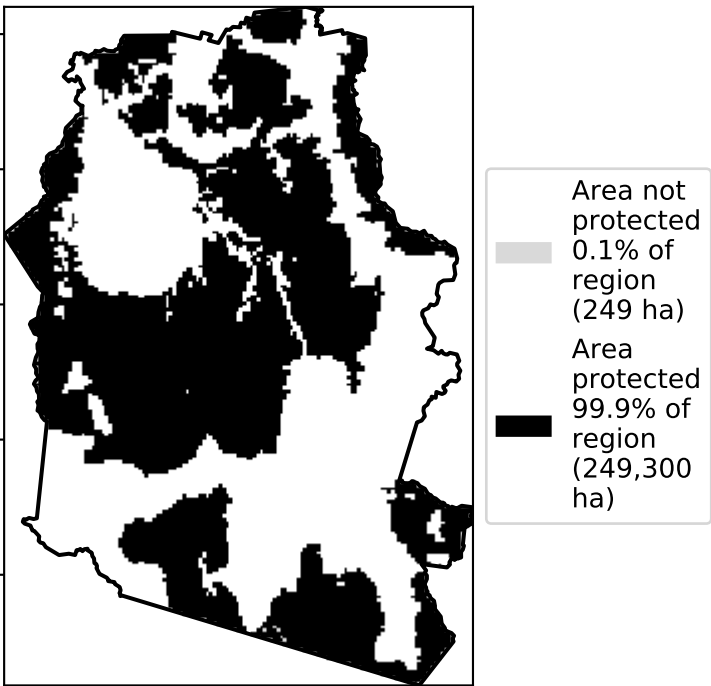 Area not
protected
0.1% of
region
(249 ha)
Area
protected
99.9% of
region
(249,300
ha)